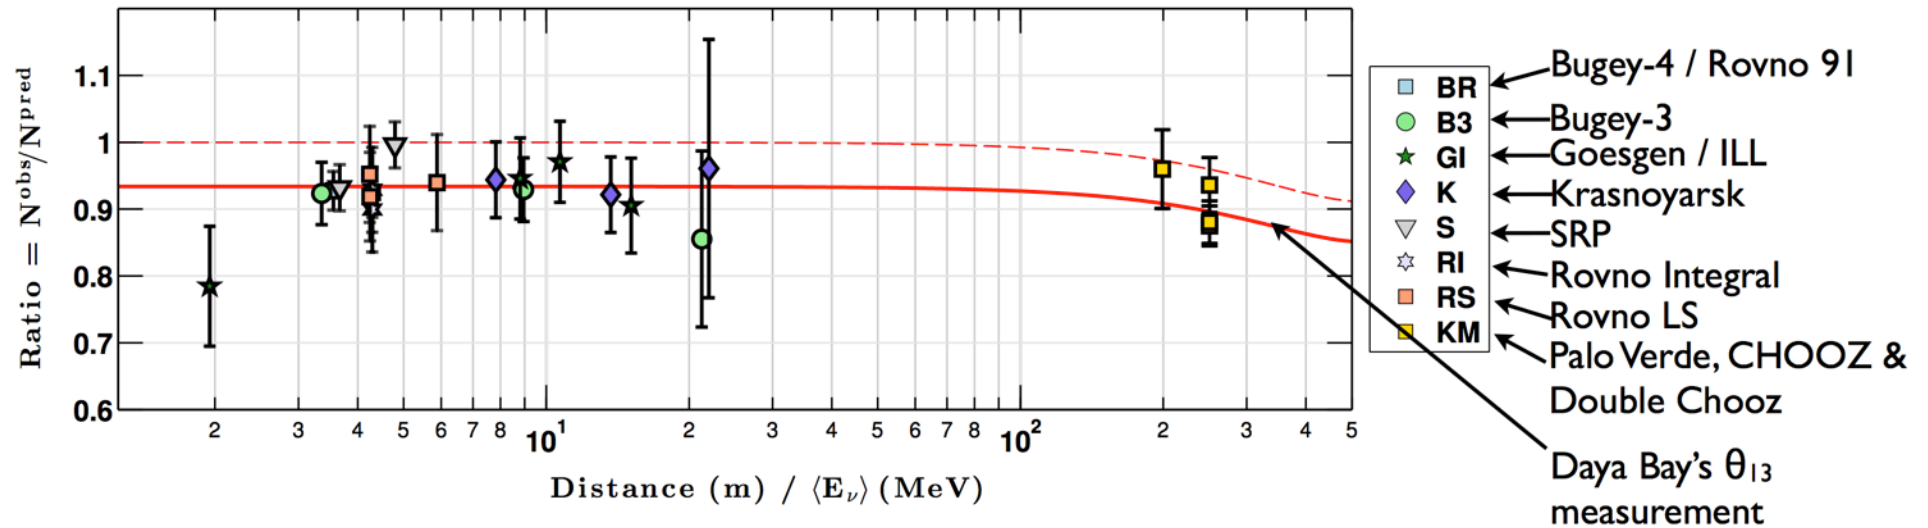 Ratio = N^obs/N^pred
1.1
1
0.9
0.8
0.7
0.6
2 3 4 5 6 7 8 10^1 2 3 4 5 6 7 8 10^2 2 3 4 5
Distance (m) / ⟨E_ν⟩ (MeV)
BR
B3
GI
K
S
RI
RS
KM
Bugey-4 / Rovno 91
Bugey-3
Goesgen / ILL
Krasnoyarsk
SRP
Rovno Integral
Rovno LS
Palo Verde, CHOOZ &
Double Chooz
Daya Bay's θ₁₃
measurement